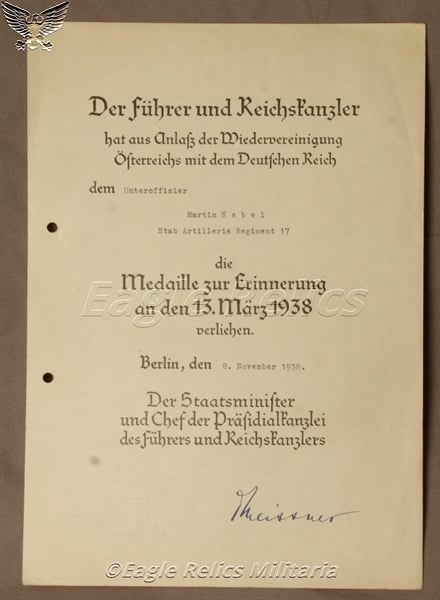 Der Führer und Reichskanzler
hat aus Anlaß der Wiedervereinigung
Österreichs mit dem Deutschen Reich
dem Unteroffizier
Martin N e b e l
Stab Artillerie Regiment 17
die
Medaille zur Erinnerung
an den 13. März 1938
verliehen.
Eagle Relics
Berlin, den 8. November 1938.
Der Staatsminister
und Chef der Präsidialkanzlei
des Führers und Reichskanzlers
Meissner
©Eagle Relics Militaria